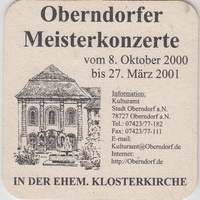 Oberndorfer
Meisterkonzerte
vom 8. Oktober 2000
bis 27. März 2001
Information:
Kulturamt
Stadt Oberndorf a.N.
78727 Oberndorf a.N.
Tel.: 07423/77-182
Fax: 07423/77-111
E-mail:
Kulturamt@Oberndorf.de
Internet:
http://Oberndorf.de
IN DER EHEM. KLOSTERKIRCHE